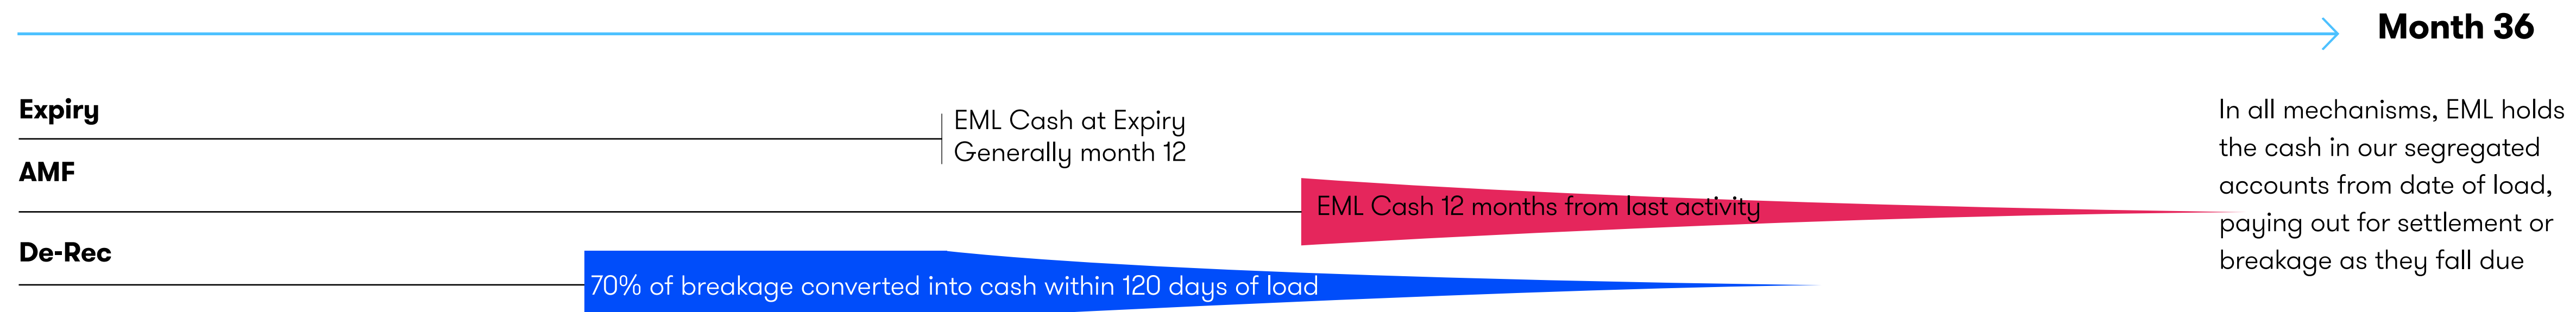 Month 36
Expiry
EML Cash at Expiry
Generally month 12
AMF
EML Cash 12 months from last activity
De-Rec
70% of breakage converted into cash within 120 days of load
In all mechanisms, EML holds
the cash in our segregated
accounts from date of load,
paying out for settlement or
breakage as they fall due